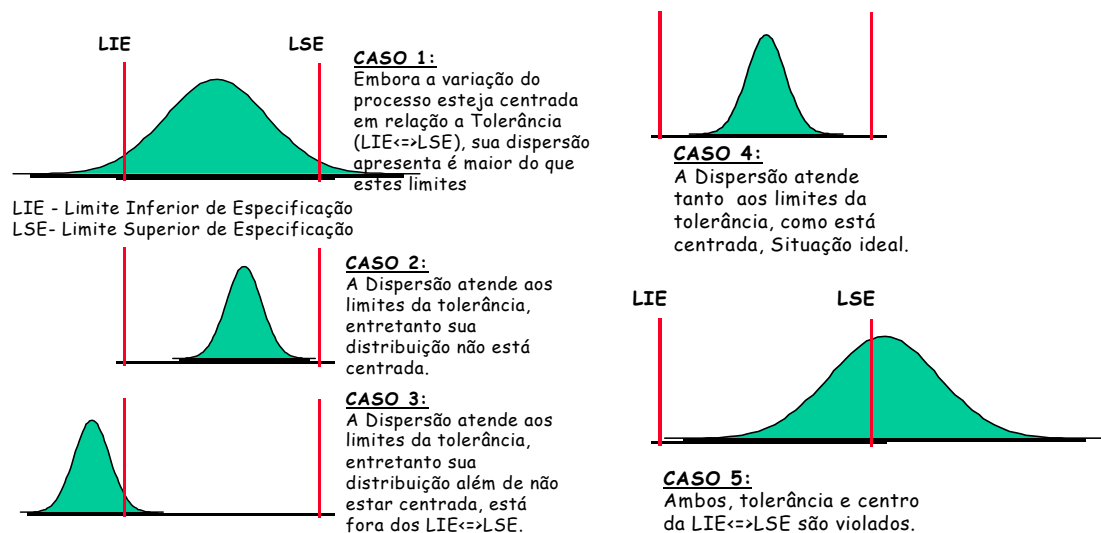 LIE LSE
CASO 1:
Embora a variação do
processo esteja centrada
em relação a Tolerância
(LIE<=>LSE), sua dispersão
apresenta é maior do que
estes limites
LIE - Limite Inferior de Especificação
LSE- Limite Superior de Especificação
CASO 2:
A Dispersão atende aos
limites da tolerância,
entretanto sua
distribuição não está
centrada.
CASO 3:
A Dispersão atende aos
limites da tolerância,
entretanto sua
distribuição além de não
estar centrada, está
fora dos LIE<=>LSE.
CASO 4:
A Dispersão atende
tanto aos limites da
tolerância, como está
centrada, Situação ideal.
LIE LSE
CASO 5:
Ambos, tolerância e centro
da LIE<=>LSE são violados.